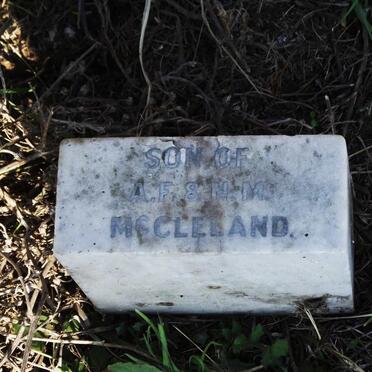 SON OF
A.F. & H.M.
McCLELAND.